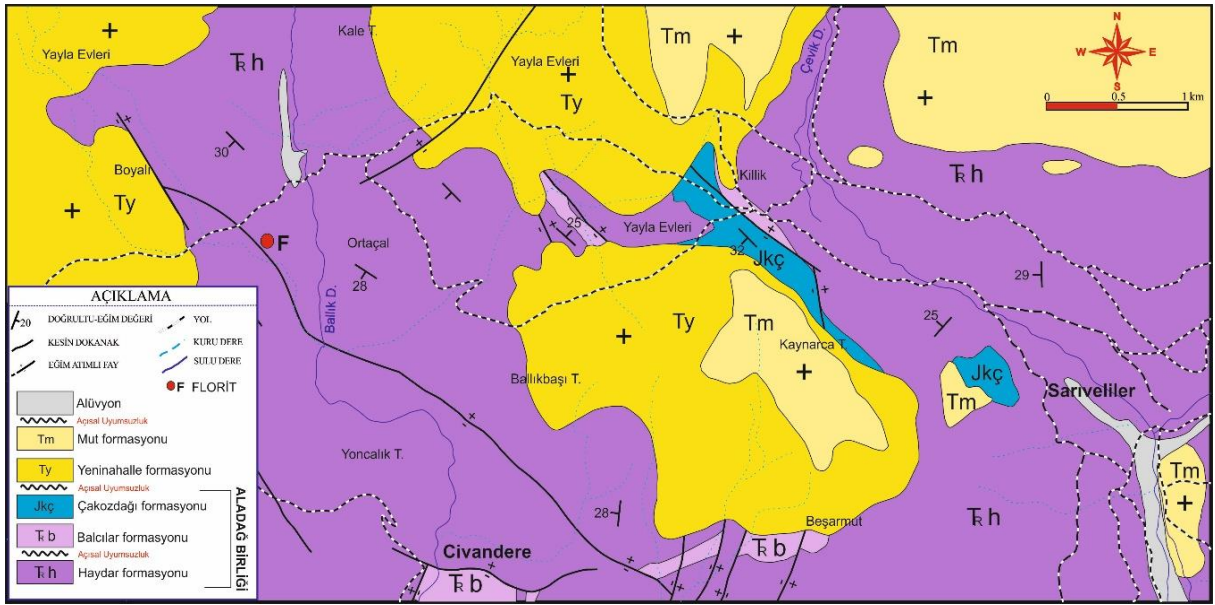 Yayla Evleri
Kale T.
Tm
Çevik D.
Tm
N
W E
S
0 0.5 1 km
TR h
Yayla Evleri
Ty
30
Boyalı
Ty
TR h
Killik
25
Yayla Evleri
32
Jkç
F
Ortaçal
28
29
Ballık D.
Ty
Tm
Kaynarca T.
25
Ballıkbaşı T.
Jkç
Tm
Sarıveliler
Yoncalık T.
Tm
28
Beşarmut
TR h
TR b
Civandere
TR b
AÇIKLAMA
20 DOĞRULTU-EĞİM DEĞERİ
YOL
KESİN DOKANAK
KURU DERE
EĞİM ATIMLI FAY
SULU DERE
F FLORİT
Alüvyon
Açısal Uyumsuzluk
Tm Mut formasyonu
Ty Yeninahalle formasyonu
Açısal Uyumsuzluk
Jkç Çakozdağı formasyonu
TR b Balcılar formasyonu
Açısal Uyumsuzluk
TR h Haydar formasyonu
ALADAĞ BİRLİĞİ